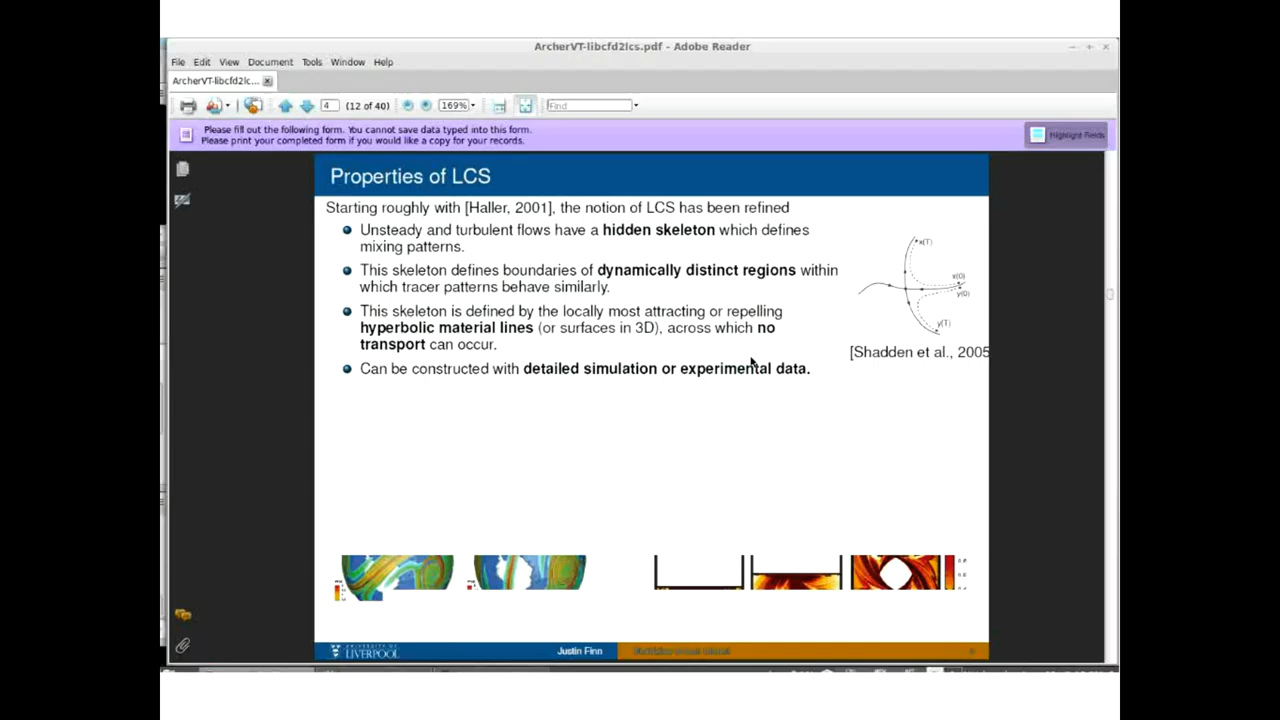 ArcherVT-libcfd2lcs.pdf - Adobe Reader
File Edit View Document Tools Window Help
ArcherVT-libcfd2lc...
4 (12 of 40) 169% Find
Please fill out the following form. You cannot save data typed into this form.
Please print your completed form if you would like a copy for your records.
Highlight Fields
Properties of LCS
Starting roughly with [Haller, 2001], the notion of LCS has been refined
Unsteady and turbulent flows have a hidden skeleton which defines
mixing patterns.
This skeleton defines boundaries of dynamically distinct regions within
which tracer patterns behave similarly.
This skeleton is defined by the locally most attracting or repelling
hyperbolic material lines (or surfaces in 3D), across which no
transport can occur.
Can be constructed with detailed simulation or experimental data.
x(T)
x(0)
y(0)
y(T)
[Shadden et al., 2005
UNIVERSITY OF
LIVERPOOL
Justin Finn